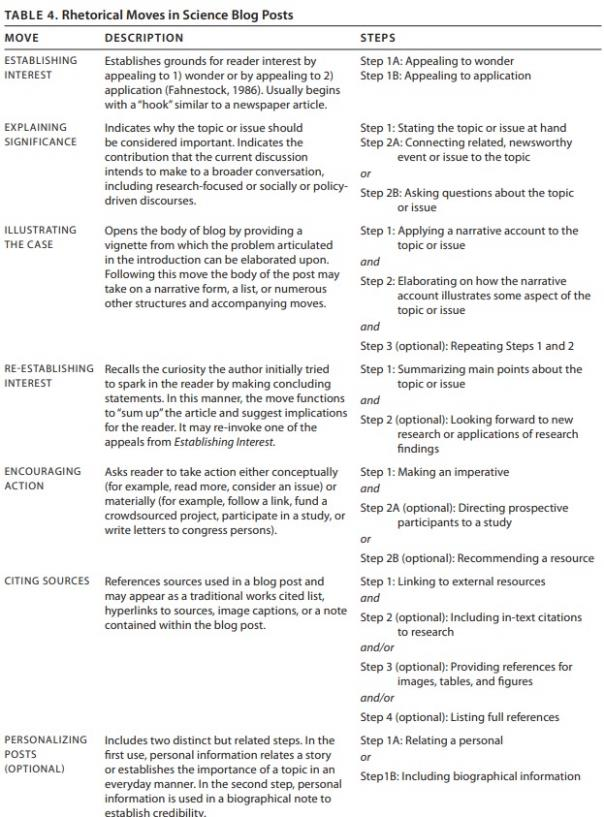 TABLE 4. Rhetorical Moves in Science Blog Posts
MOVE DESCRIPTION STEPS
ESTABLISHING INTEREST
Establishes grounds for reader interest by
appealing to 1) wonder or by appealing to 2)
application (Fahnestock, 1986). Usually begins
with a “hook” similar to a newspaper article.
Step 1A: Appealing to wonder
Step 1B: Appealing to application
EXPLAINING
SIGNIFICANCE
Indicates why the topic or issue should
be considered important. Indicates the
contribution that the current discussion
intends to make to a broader conversation,
including research-focused or socially or policy-
driven discourses.
Step 1: Stating the topic or issue at hand
Step 2A: Connecting related, newsworthy
event or issue to the topic
or
Step 2B: Asking questions about the topic
or issue
ILLUSTRATING
THE CASE
Opens the body of blog by providing a
vignette from which the problem articulated
in the introduction can be elaborated upon.
Following this move the body of the post may
take on a narrative form, a list, or numerous
other structures and accompanying moves.
Step 1: Applying a narrative account to the
topic or issue
and
Step 2: Elaborating on how the narrative
account illustrates some aspect of the
topic or issue
and
Step 3 (optional): Repeating Steps 1 and 2
RE-ESTABLISHING
INTEREST
Recalls the curiosity the author initially tried
to spark in the reader by making concluding
statements. In this manner, the move functions
to “sum up” the article and suggest implications
for the reader. It may re-invoke one of the
appeals from Establishing Interest.
Step 1: Summarizing main points about the
topic or issue
and
Step 2 (optional): Looking forward to new
research or applications of research
findings
ENCOURAGING
ACTION
Asks reader to take action either conceptually
(for example, read more, consider an issue) or
materially (for example, follow a link, fund a
crowdsourced project, participate in a study, or
write letters to congress persons).
Step 1: Making an imperative
and
Step 2A (optional): Directing prospective
participants to a study
or
Step 2B (optional): Recommending a resource
CITING SOURCES
References sources used in a blog post and
may appear as a traditional works cited list,
hyperlinks to sources, image captions, or a note
contained within the blog post.
Step 1: Linking to external resources
and
Step 2 (optional): Including in-text citations
to research
and/or
Step 3 (optional): Providing references for
images, tables, and figures
and/or
Step 4 (optional): Listing full references
PERSONALIZING
POSTS
(OPTIONAL)
Includes two distinct but related steps. In the
first use, personal information relates a story
or establishes the importance of a topic in an
everyday manner. In the second step, personal
information is used in a biographical note to
establish credibility.
Step 1A: Relating a personal
or
Step1B: Including biographical information